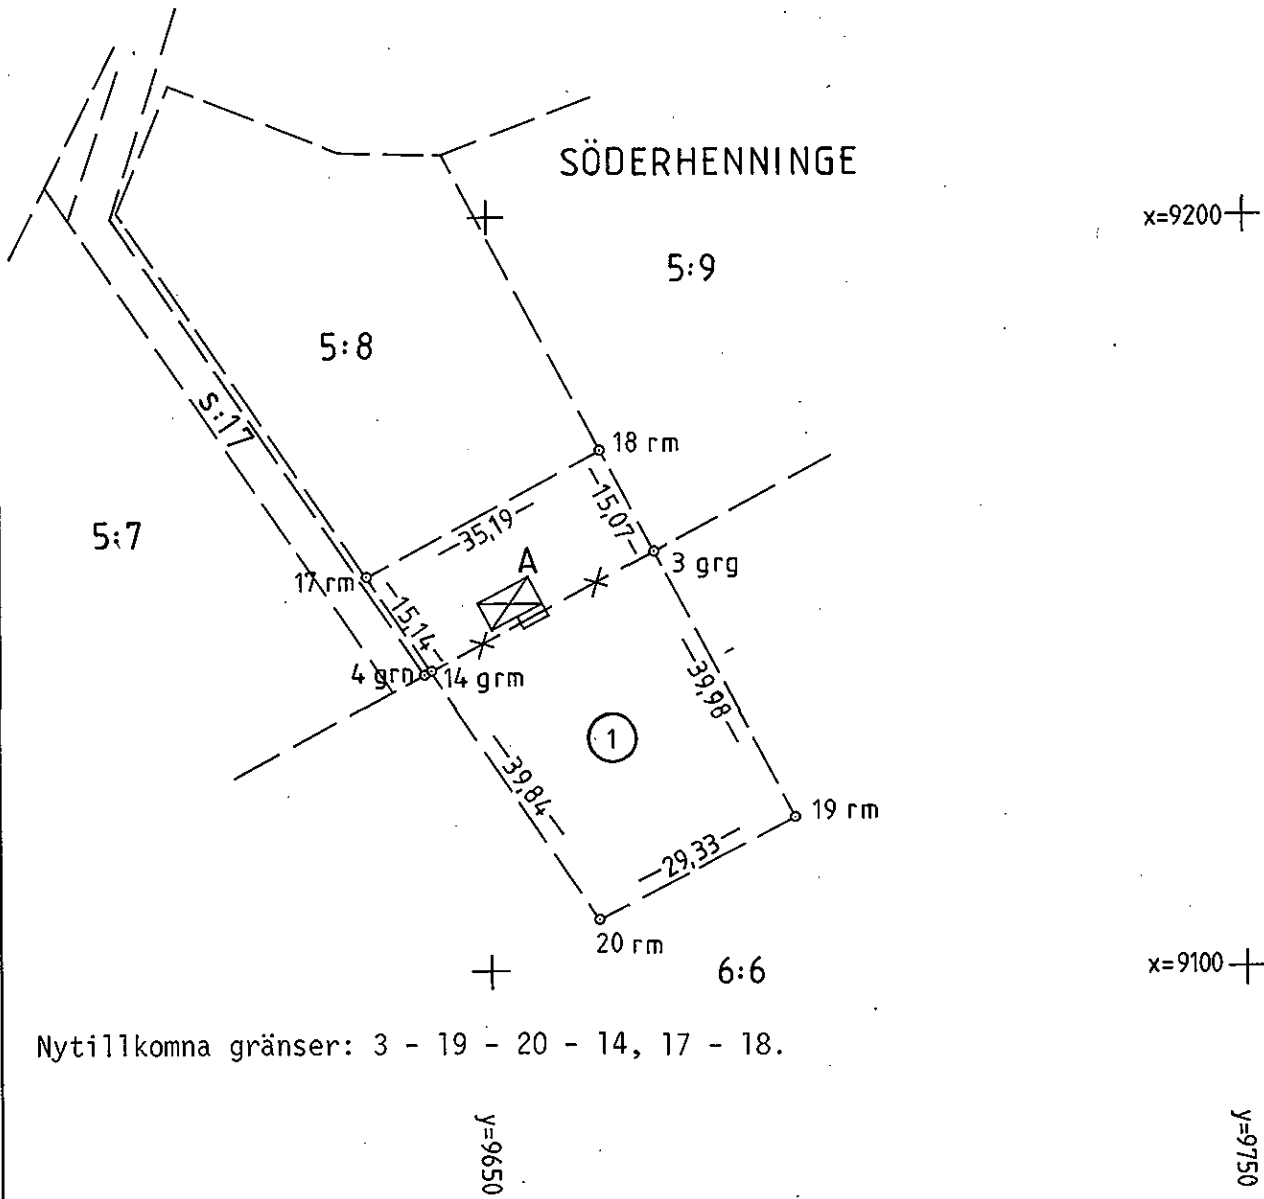 SÖDERHENNINGE
x=9200
5:9
5:8
s:17
18 rm
5:7
35,19
15,07
A
3 grg
17 rm
15,14
4 grn
14 grm
39,98
1
39,84
19 rm
29,33
20 rm
6:6
x=9100
Nytillkomna gränser: 3 - 19 - 20 - 14, 17 - 18.
y=9650
y=9750